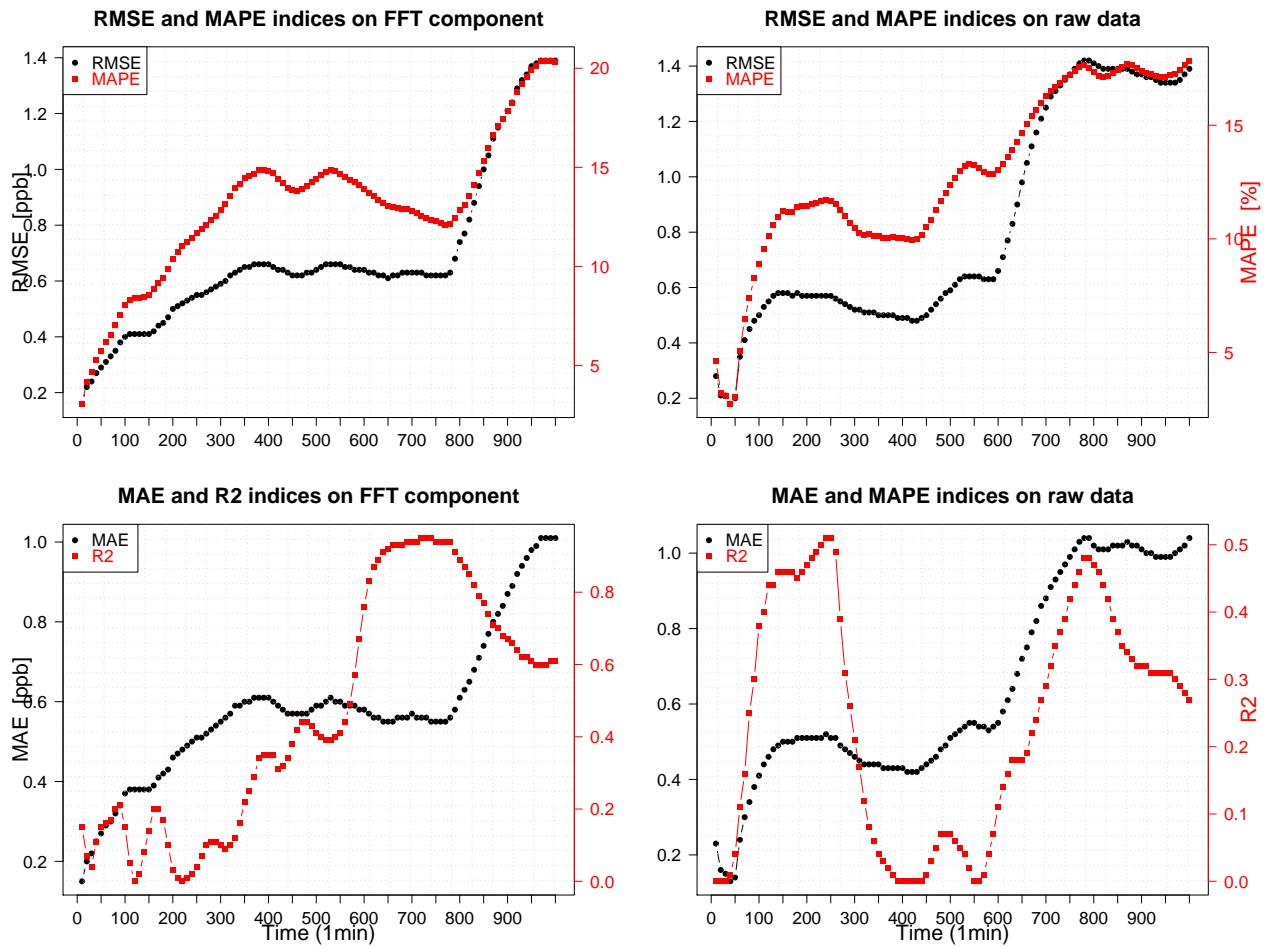 RMSE and MAPE indices on FFT component
RMSE
MAPE
1.4
1.2
1.0
0.8
0.6
0.4
0.2
RMSE [ppb]
20
15
10
5
0 100 200 300 400 500 600 700 800 900
RMSE and MAPE indices on raw data
RMSE
MAPE
1.4
1.2
1.0
0.8
0.6
0.4
0.2
15
10
5
MAPE [%]
0 100 200 300 400 500 600 700 800 900
MAE and R2 indices on FFT component
MAE
R2
1.0
0.8
0.6
0.4
0.2
MAE [ppb]
0.8
0.6
0.4
0.2
0.0
0 100 200 300 400 500 600 700 800 900
Time (1min)
MAE and MAPE indices on raw data
MAE
R2
1.0
0.8
0.6
0.4
0.2
0.5
0.4
0.3
0.2
0.1
0.0
R2
0 100 200 300 400 500 600 700 800 900
Time (1min)